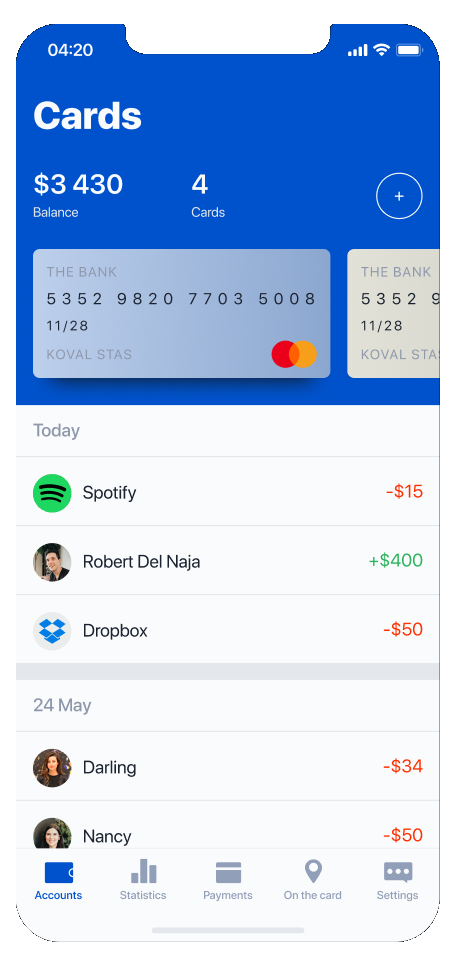 04:20
Cards
$3 430
Balance
4
Cards
+
THE BANK
5352 9820 7703 5008
11/28
KOVAL STAS
THE BANK
5352 9
11/28
KOVAL STA
Today
Spotify
-$15
Robert Del Naja
+$400
Dropbox
-$50
24 May
Darling
-$34
Nancy
-$50
Accounts
Statistics
Payments
On the card
Settings